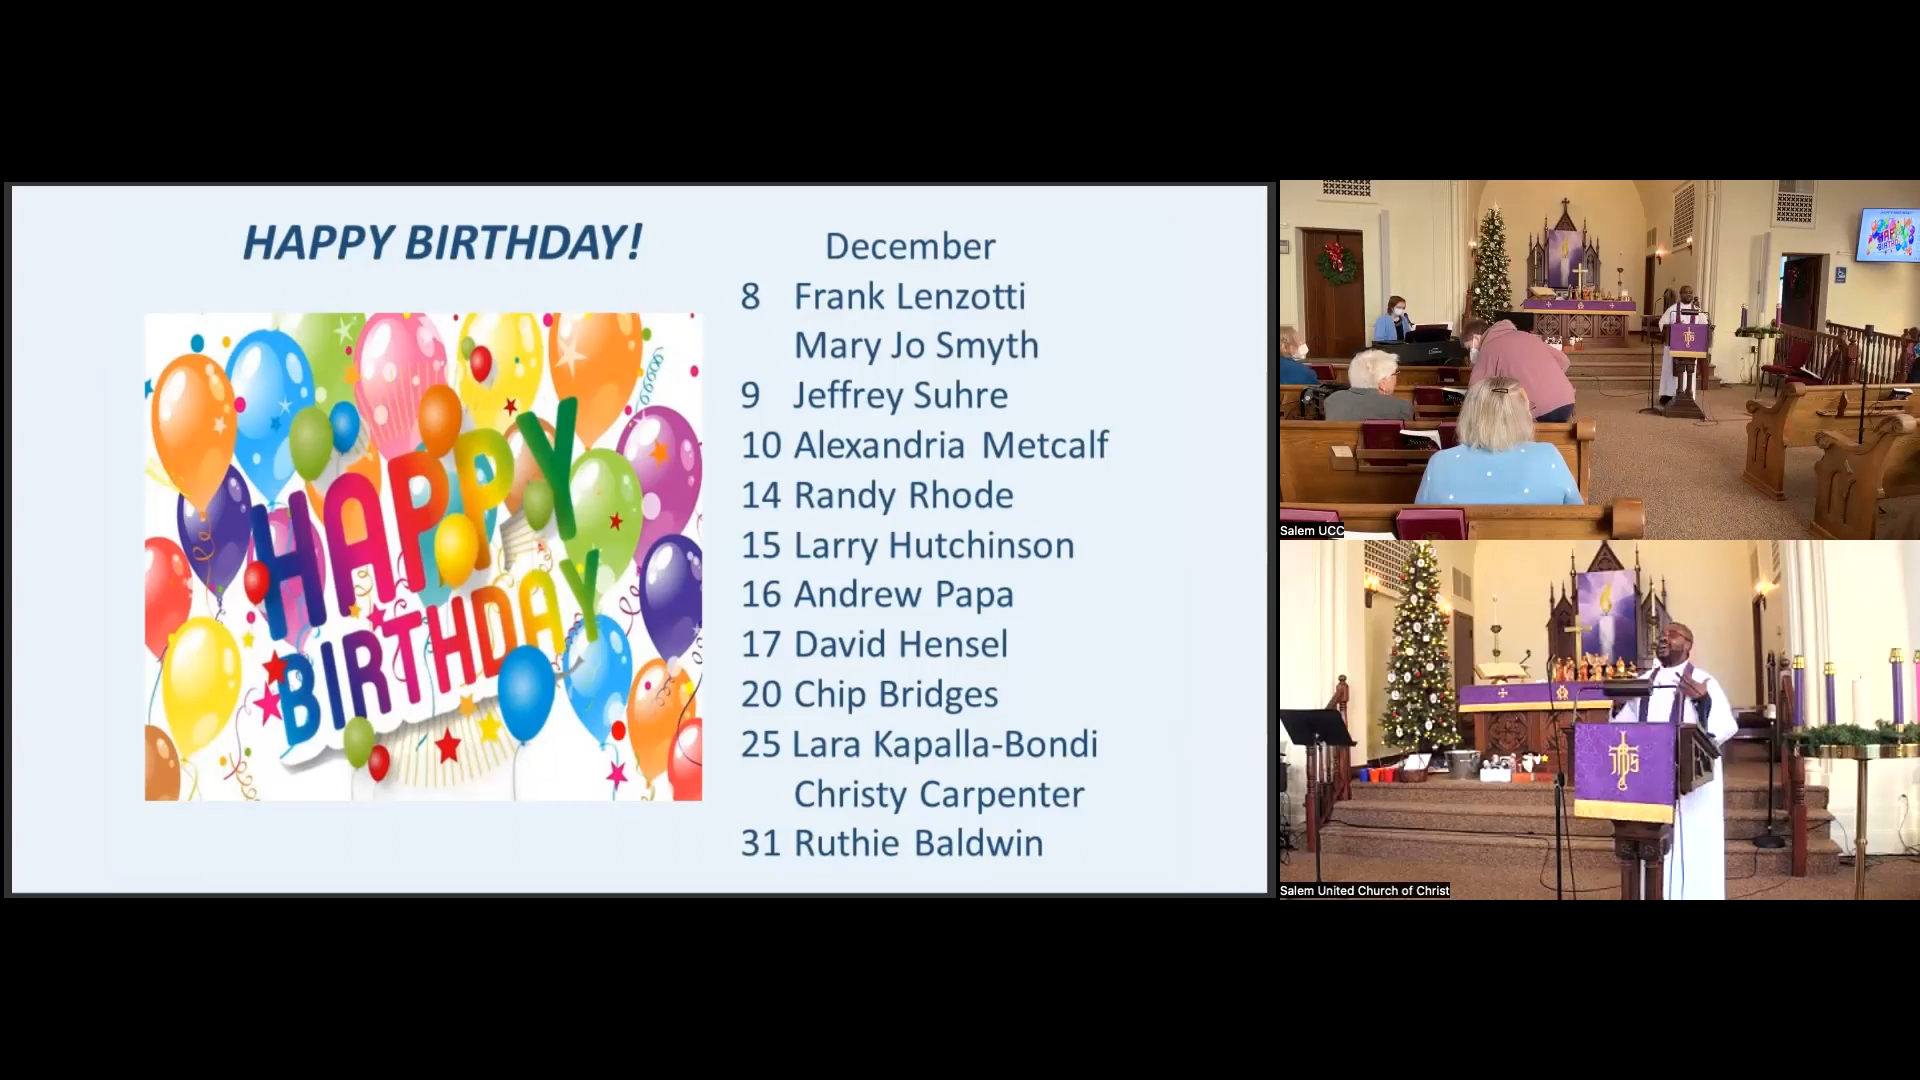 HAPPY BIRTHDAY!
HAPPY
BIRTHDAY
December
8 Frank Lenzotti
Mary Jo Smyth
9 Jeffrey Suhre
10 Alexandria Metcalf
14 Randy Rhode
15 Larry Hutchinson
16 Andrew Papa
17 David Hensel
20 Chip Bridges
25 Lara Kapalla-Bondi
Christy Carpenter
31 Ruthie Baldwin
Salem UCC
IHS
Salem United Church of Christ